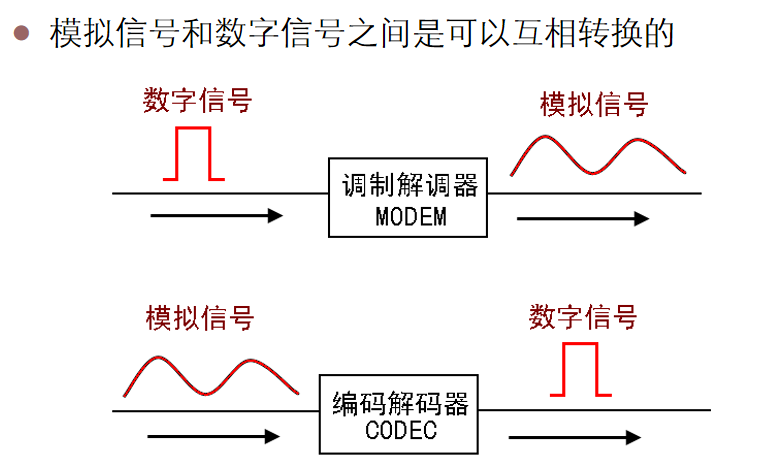 模拟信号和数字信号之间是可以互相转换的
数字信号
模拟信号
调制解调器
MODEM
模拟信号
数字信号
编码解码器
CODEC